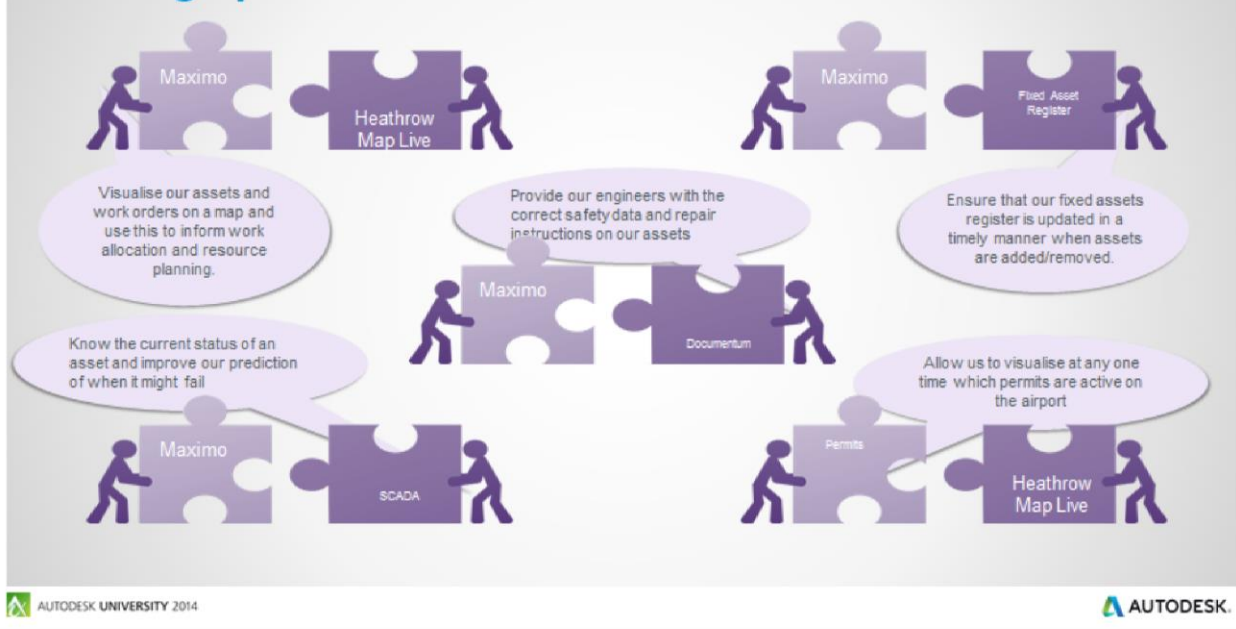 Maximo
Heathrow
Map Live
Visualise our assets and
work orders on a map and
use this to inform work
allocation and resource
planning.
Maximo
Fixed Asset
Register
Ensure that our fixed assets
register is updated in a
timely manner when assets
are added/removed.
Provide our engineers with the
correct safety data and repair
instructions on our assets
Maximo
Documentum
Know the current status of an
asset and improve our prediction
of when it might fail
Maximo
SCADA
Allow us to visualise at any one
time which permits are active on
the airport
Permits
Heathrow
Map Live
AUTODESK UNIVERSITY 2014
AUTODESK.